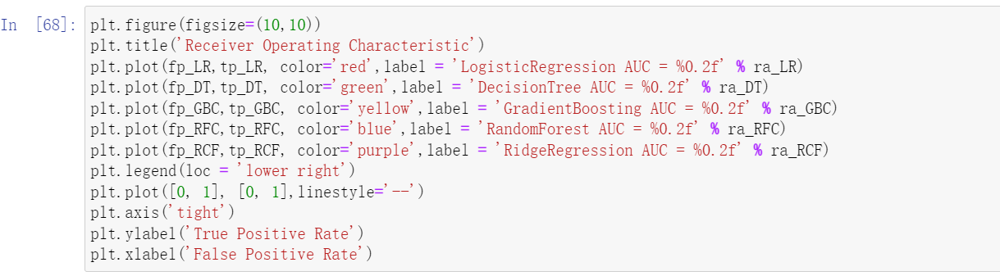 In [68]: plt.figure(figsize=(10,10))
plt.title('Receiver Operating Characteristic')
plt.plot(fp_LR,tp_LR, color='red',label = 'LogisticRegression AUC = %0.2f' % ra_LR)
plt.plot(fp_DT,tp_DT, color='green',label = 'DecisionTree AUC = %0.2f' % ra_DT)
plt.plot(fp_GBC,tp_GBC, color='yellow',label = 'GradientBoosting AUC = %0.2f' % ra_GBC)
plt.plot(fp_RFC,tp_RFC, color='blue',label = 'RandomForest AUC = %0.2f' % ra_RFC)
plt.plot(fp_RCF,tp_RCF, color='purple',label = 'RidgeRegression AUC = %0.2f' % ra_RCF)
plt.legend(loc = 'lower right')
plt.plot([0, 1], [0, 1],linestyle='--')
plt.axis('tight')
plt.ylabel('True Positive Rate')
plt.xlabel('False Positive Rate')